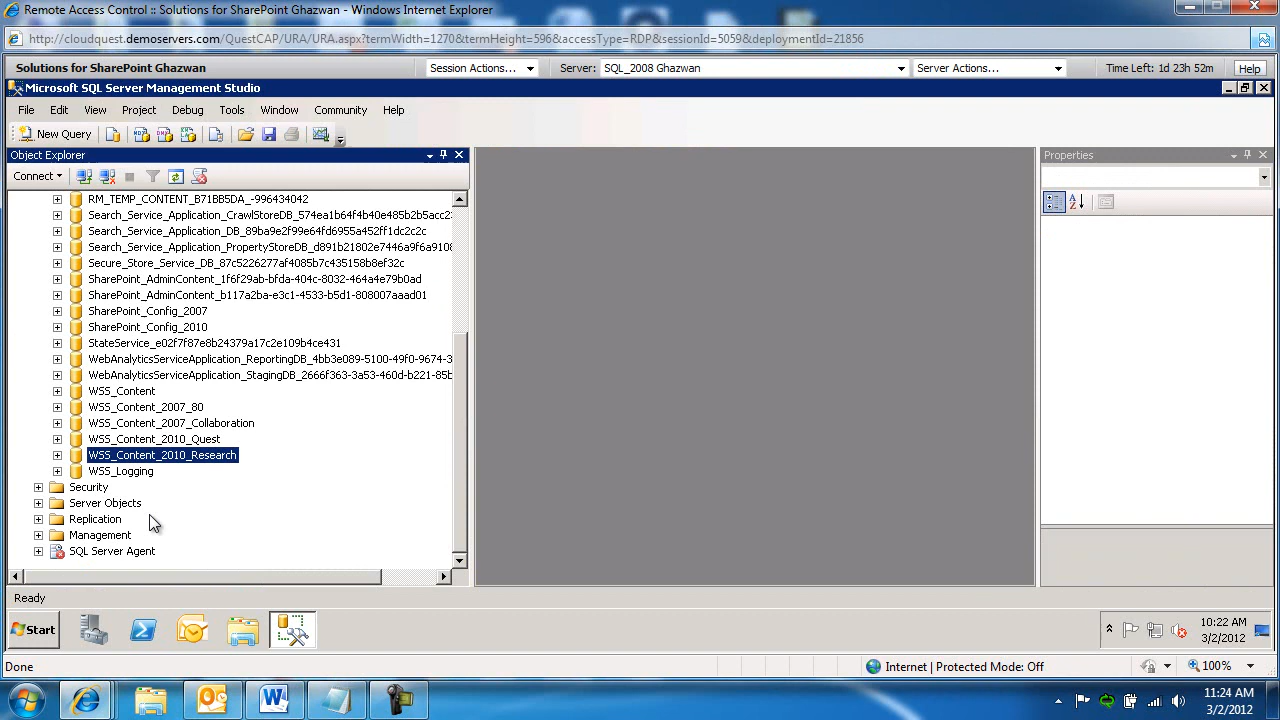 Remote Access Control :: Solutions for SharePoint Ghazwan - Windows Internet Explorer
http://cloudquest.demoservers.com/QuestCAP/URA/URA.aspx?termWidth=1270&termHeight=596&accessType=RDP&sessionId=5059&deploymentId=21856
Solutions for SharePoint Ghazwan
Session Actions...
Server:
SQL_2008 Ghazwan
Server Actions...
Time Left: 1d 23h 52m
Help
Microsoft SQL Server Management Studio
File Edit View Project Debug Tools Window Community Help
New Query
Object Explorer
Properties
Connect
RM_TEMP_CONTENT_B71BB5DA_-996434042
Search_Service_Application_CrawlStoreDB_574ea1b64f4b40e495b2b5acc2
Search_Service_Application_DB_89ba9e2f99e64fd6955a452ff1dc2c2c
Search_Service_Application_PropertyStoreDB_d891b21802e7446a9f6a9108
Secure_Store_Service_DB_87c5226277af4085b7c435158b8ef32c
SharePoint_AdminContent_1f6f29ab-bfda-404c-8032-464a4e79b0ad
SharePoint_AdminContent_b117a2ba-e3c1-4533-b5d1-808007aaad01
SharePoint_Config_2007
SharePoint_Config_2010
StateService_e02f7f87e8b24379a17c2e109b4ce431
WebAnalyticsServiceApplication_ReportingDB_4bb3e089-5100-49f0-9674-3
WebAnalyticsServiceApplication_StagingDB_2666f363-3a53-460d-b221-85b
WSS_Content
WSS_Content_2007_80
WSS_Content_2007_Collaboration
WSS_Content_2010_Quest
WSS_Content_2010_Research
WSS_Logging
Security
Server Objects
Replication
Management
SQL Server Agent
Ready
Start
10:22 AM
3/2/2012
Done
Internet | Protected Mode: Off
100%
11:24 AM
3/2/2012